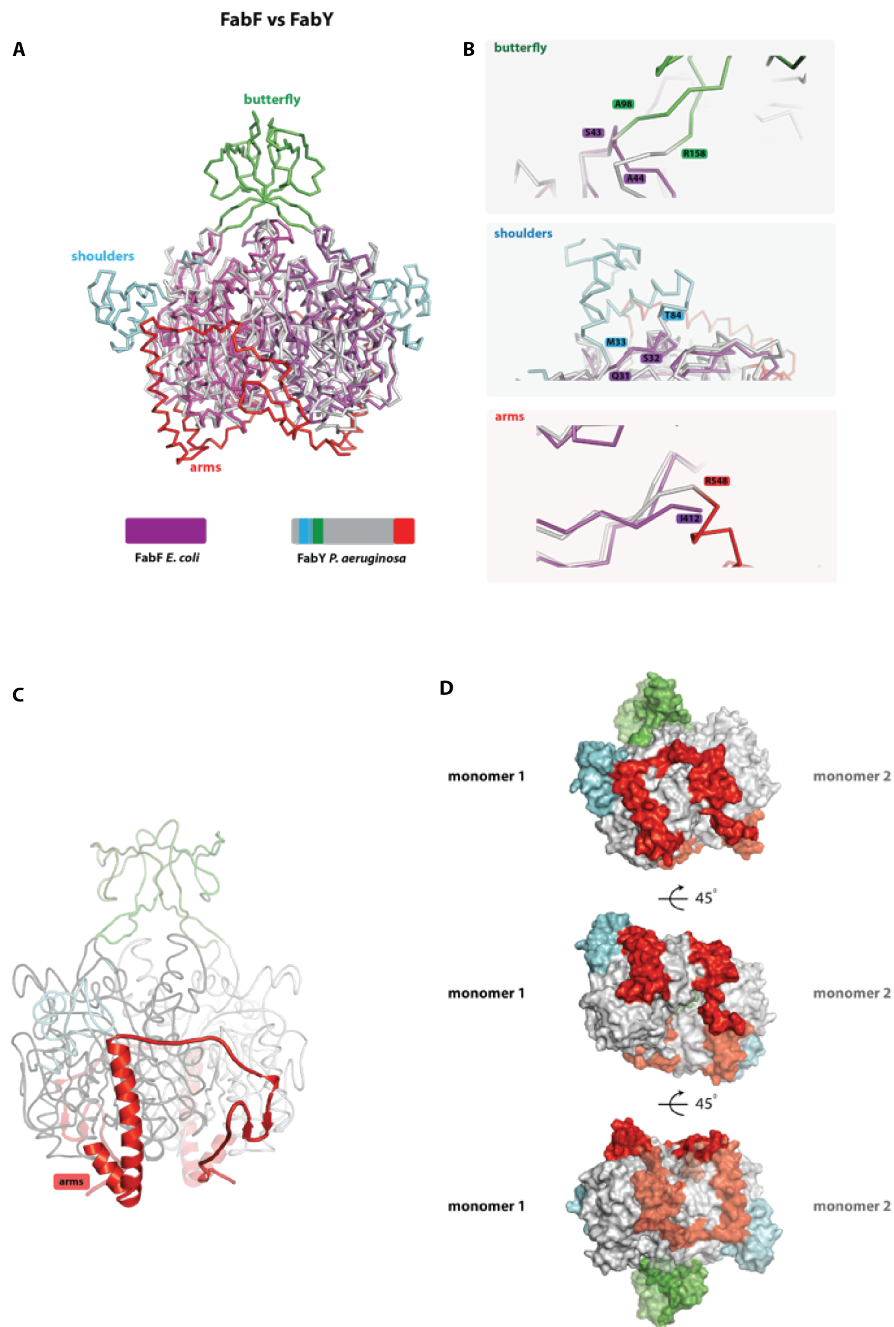 FabF vs FabY
A
butterfly
shoulders
arms
FabF E. coli
FabY P. aeruginosa
B
butterfly
A98
S43
R158
A44
shoulders
T84
M33
S32
Q31
arms
R548
I412
C
arms
D
monomer 1
monomer 2
45°
monomer 1
monomer 2
45°
monomer 1
monomer 2